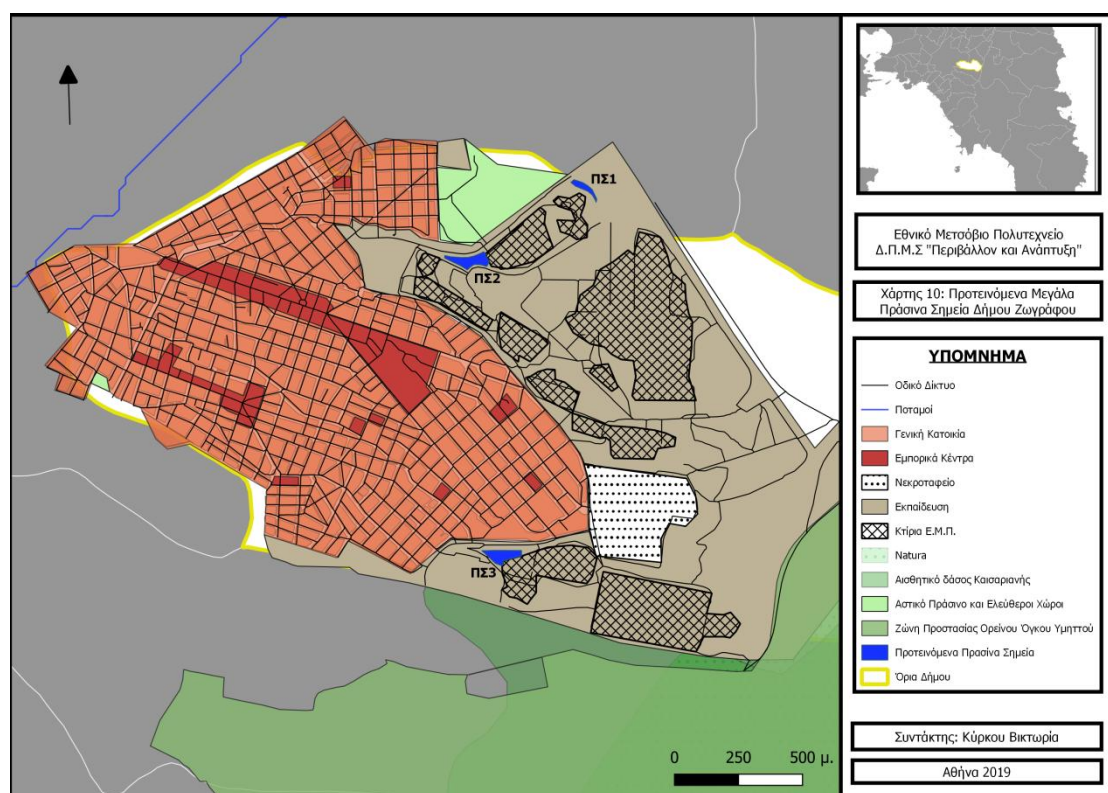 ΠΣ1
ΠΣ2
ΠΣ3
0 250 500 μ.
Εθνικό Μετσόβιο Πολυτεχνείο
Δ.Π.Μ.Σ "Περιβάλλον και Ανάπτυξη"
Χάρτης 10: Προτεινόμενα Μεγάλα
Πράσινα Σημεία Δήμου Ζωγράφου
ΥΠΟΜΝΗΜΑ
Οδικό Δίκτυο
Ποταμοί
Γενική Κατοικία
Εμπορικά Κέντρα
Νεκροταφείο
Εκπαίδευση
Κτίρια Ε.Μ.Π.
Natura
Αισθητικό δάσος Καισαριανής
Αστικό Πράσινο και Ελεύθεροι Χώροι
Ζώνη Προστασίας Ορεινού Όγκου Υμηττού
Προτεινόμενα Πρασίνα Σημεία
Όρια Δήμου
Συντάκτης: Κύρκου Βικτωρία
Αθήνα 2019